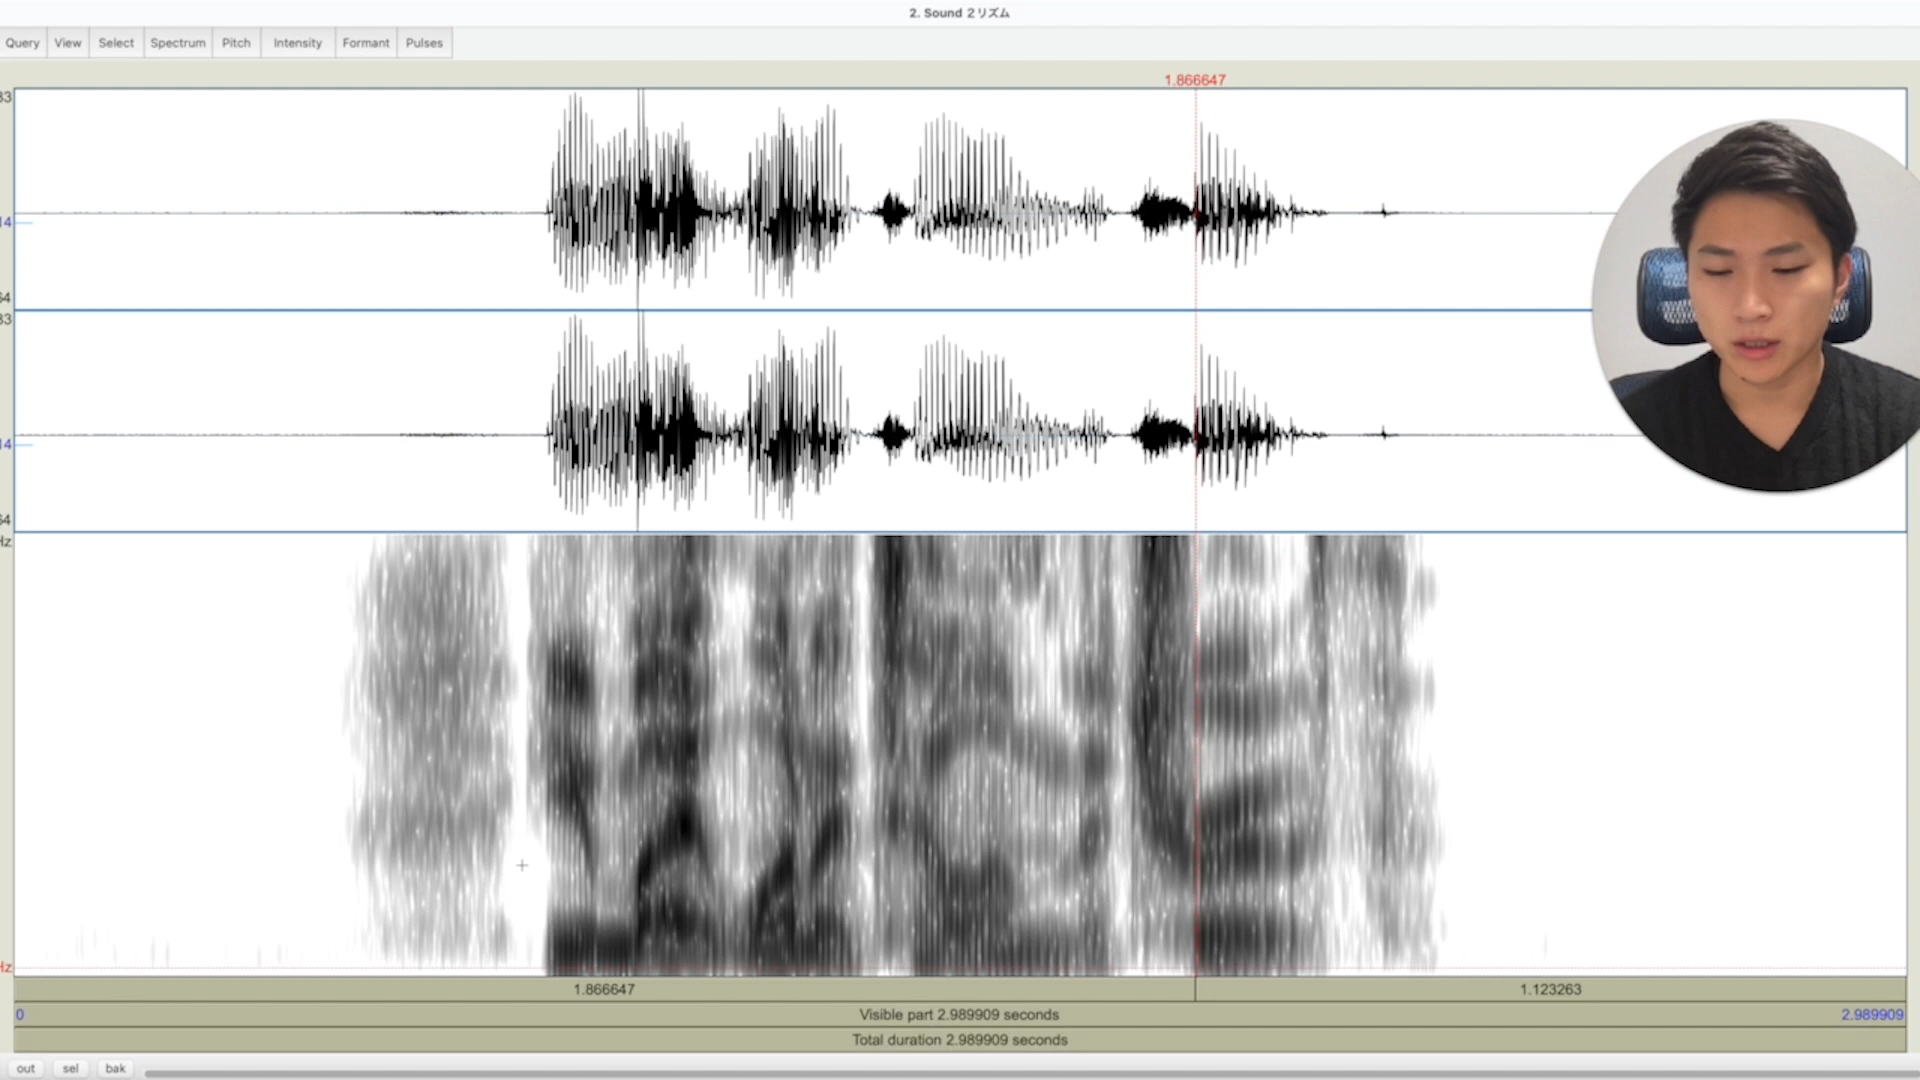 2. Sound 2リズム
Query View Select Spectrum Pitch Intensity Formant Pulses
1.866647
1.866647 1.123263
0 Visible part 2.989909 seconds 2.989909
Total duration 2.989909 seconds
out sel bak